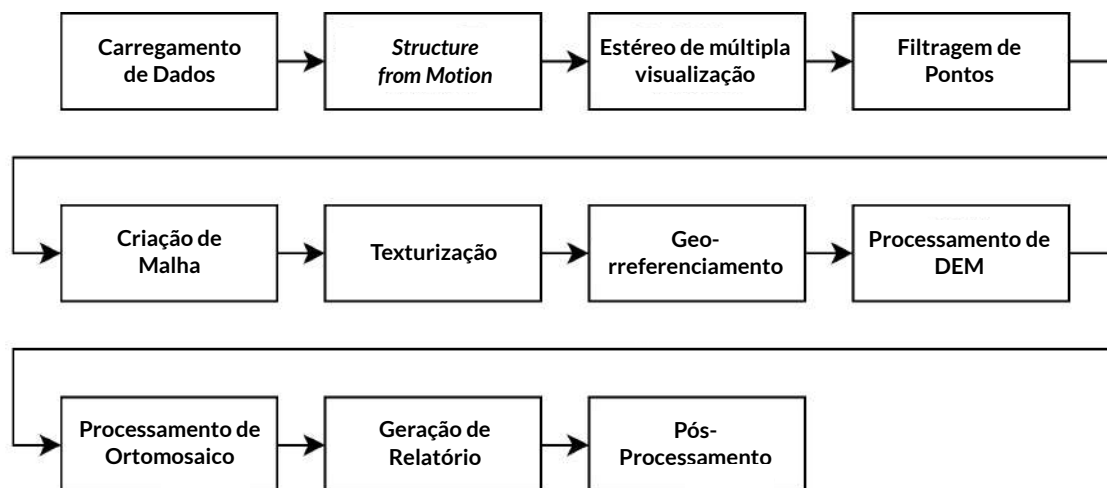 Carregamento
de Dados
Structure
from Motion
Estéreo de múltipla
visualização
Filtragem de
Pontos
Criação de
Malha
Texturização
Geo-
rreferenciamento
Processamento de
DEM
Processamento de
Ortomosaico
Geração de
Relatório
Pós-
Processamento